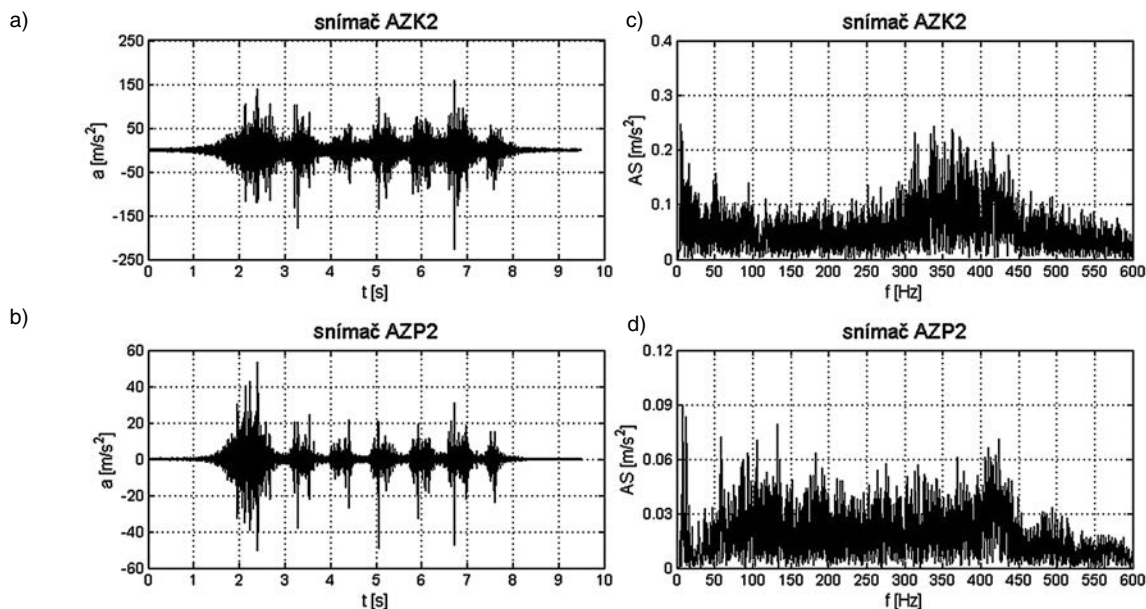 a)
snímač AZK2
250
150
50
-50
-150
-250
a [m/s²]
0 1 2 3 4 5 6 7 8 9 10
t [s]
c)
snímač AZK2
0.4
0.3
0.2
0.1
0
AS [m/s²]
0 50 100 150 200 250 300 350 400 450 500 550 600
f [Hz]
b)
snímač AZP2
60
40
20
0
-20
-40
-60
a [m/s²]
0 1 2 3 4 5 6 7 8 9 10
t [s]
d)
snímač AZP2
0.12
0.09
0.06
0.03
0
AS [m/s²]
0 50 100 150 200 250 300 350 400 450 500 550 600
f [Hz]